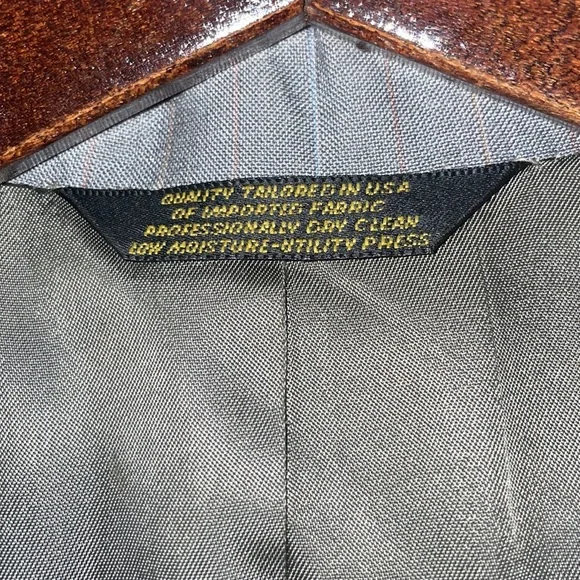 QUALITY TAILORED IN USA
OF IMPORTED FABRIC
PROFESSIONALLY DRY CLEAN
LOW MOISTURE-UTILITY PRESS